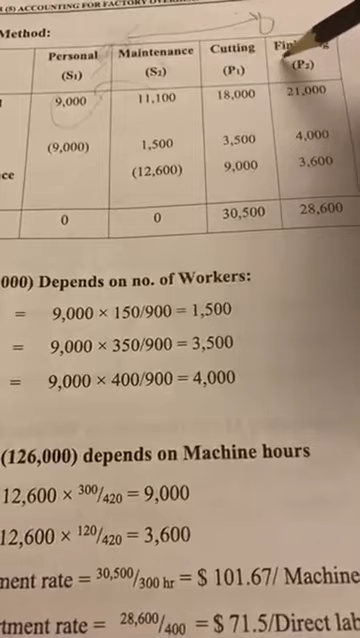 (S) ACCOUNTING FOR FACTORY
Method:
Personal Maintenance Cutting
(S₁) (S₂) (P₁) (P₂)
9,000 11,100 18,000 21,000
(9,000) 1,500 3,500 4,000
ce (12,600) 9,000 3,600
0 0 30,500 28,600
000) Depends on no. of Workers:
= 9,000 × 150/900 = 1,500
= 9,000 × 350/900 = 3,500
= 9,000 × 400/900 = 4,000
(126,000) depends on Machine hours
12,600 × 300/420 = 9,000
12,600 × 120/420 = 3,600
ment rate = 30,500/300 hr = $ 101.67/ Machine
tment rate = 28,600/400 = $ 71.5/Direct lab